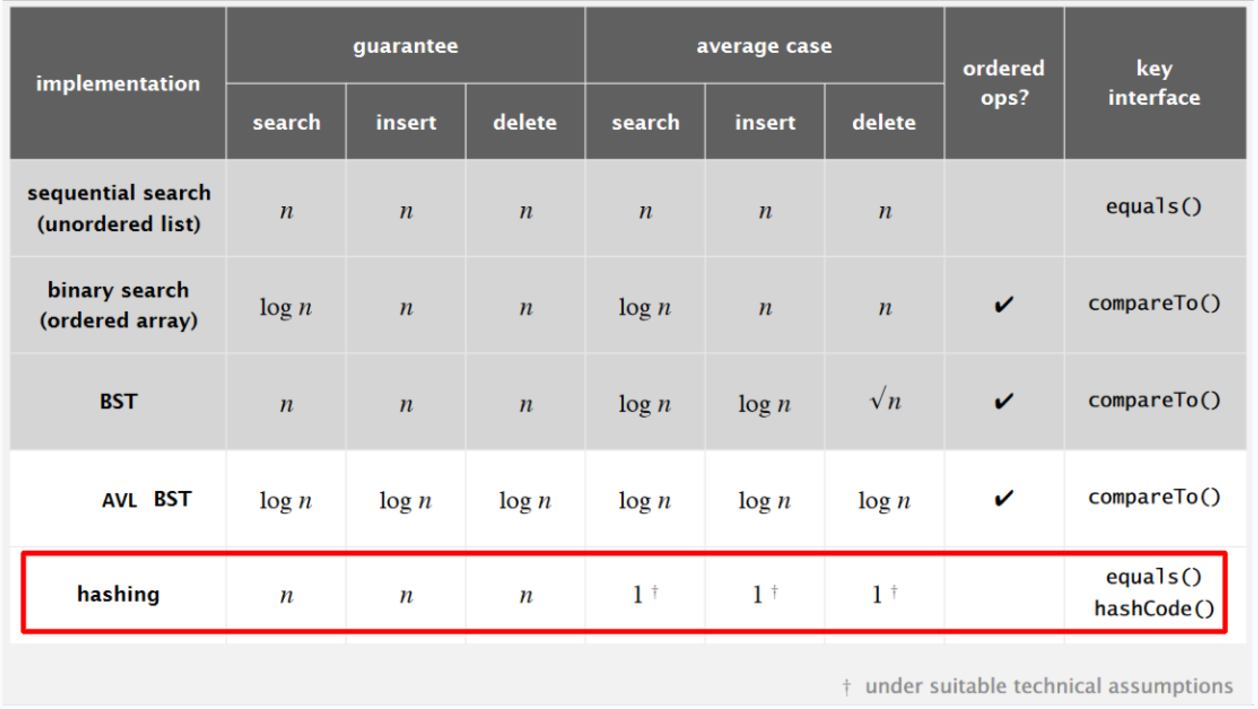 guarantee average case
implementation ordered ops? key interface
search insert delete search insert delete
sequential search
(unordered list) n n n n n n equals()
binary search
(ordered array) log n n n log n n n ✔ compareTo()
BST n n n log n log n √n ✔ compareTo()
AVL BST log n log n log n log n log n log n ✔ compareTo()
hashing n n n 1 † 1 † 1 † equals()
hashCode()
† under suitable technical assumptions